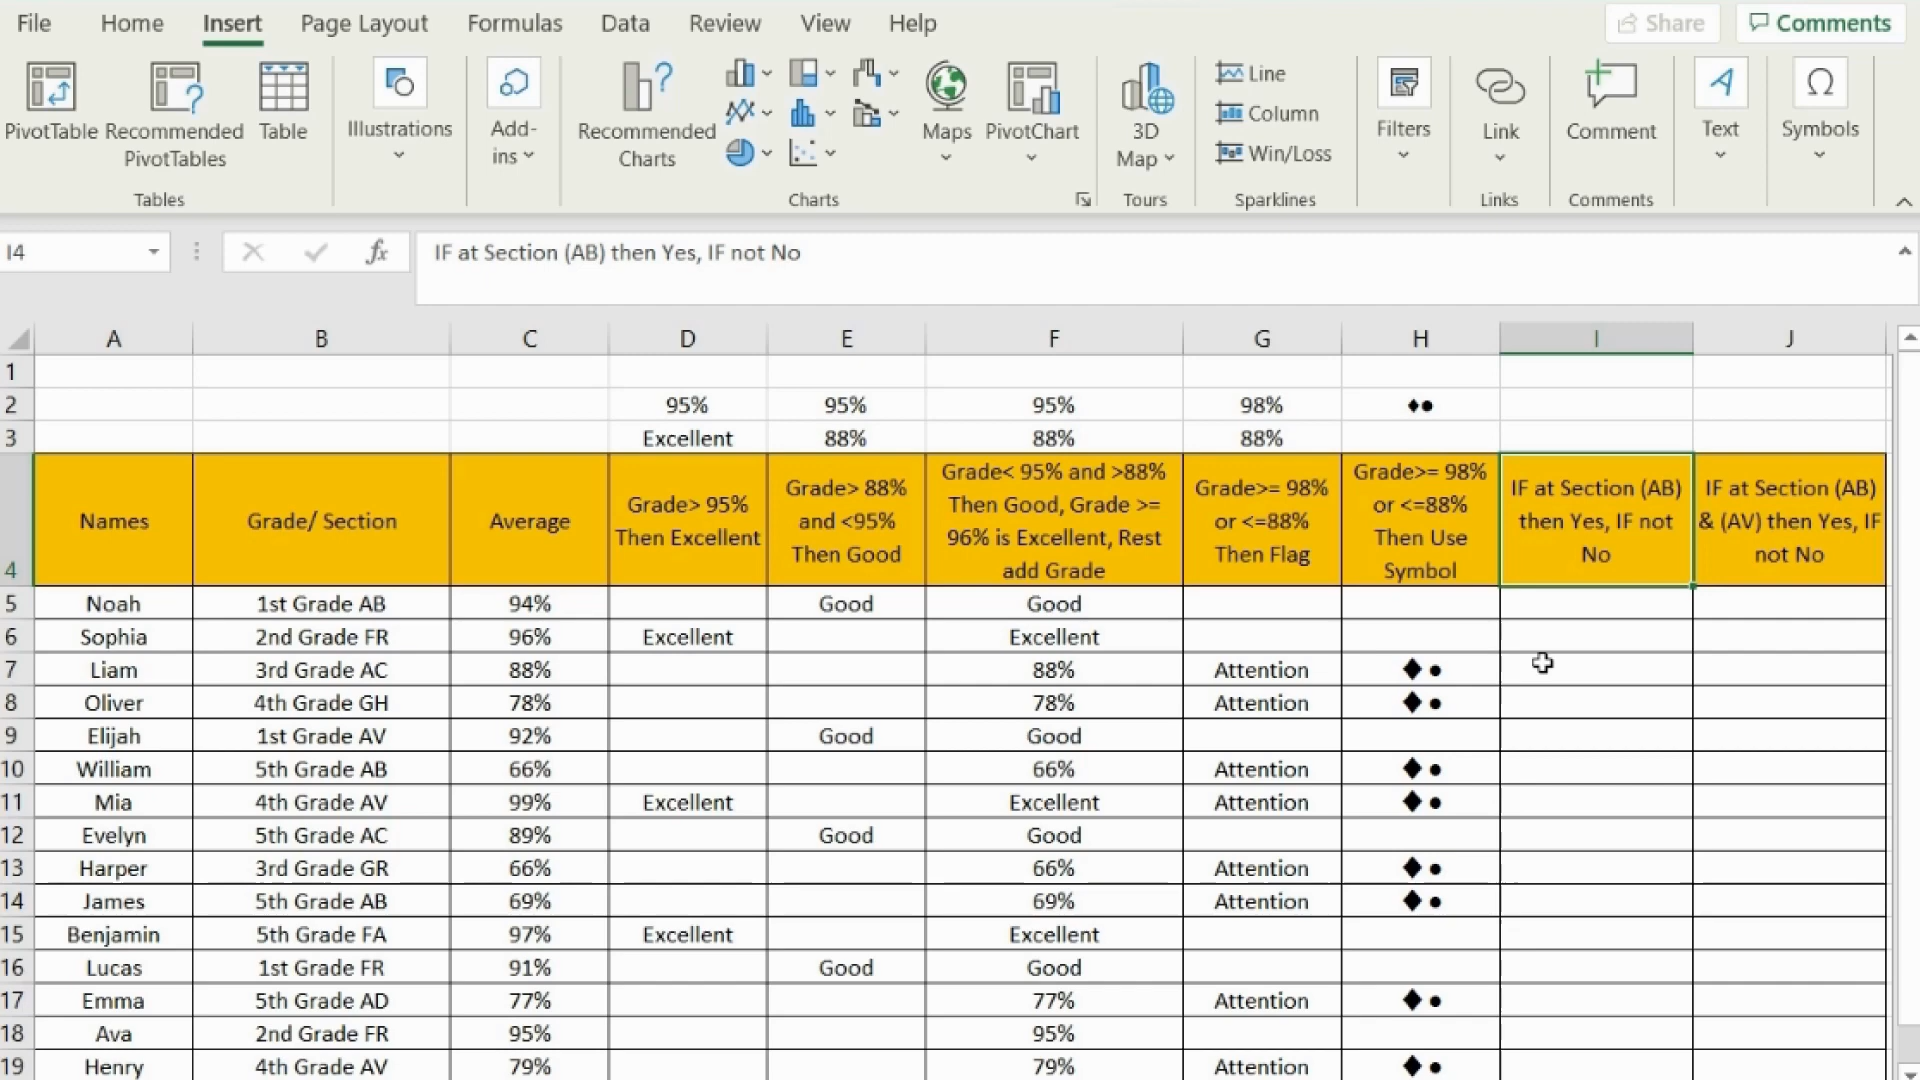 File Home Insert Page Layout Formulas Data Review View Help Share Comments
PivotTable Recommended PivotTables Table Illustrations Add-ins Recommended Charts Maps PivotChart 3D Map Line Column Win/Loss Filters Link Comment Text Symbols
Tables Charts Tours Sparklines Links Comments
I4 fx IF at Section (AB) then Yes, IF not No
A B C D E F G H I J
1
2 95% 95% 95% 98% ♦●
3 Excellent 88% 88% 88%
4 Names Grade/ Section Average Grade> 95% Then Excellent Grade> 88% and <95% Then Good Grade< 95% and >88% Then Good, Grade >= 96% is Excellent, Rest add Grade Grade>= 98% or <=88% Then Flag Grade>= 98% or <=88% Then Use Symbol IF at Section (AB) then Yes, IF not No IF at Section (AB) & (AV) then Yes, IF not No
5 Noah 1st Grade AB 94% Good Good
6 Sophia 2nd Grade FR 96% Excellent Excellent
7 Liam 3rd Grade AC 88% 88% Attention ♦ ●
8 Oliver 4th Grade GH 78% 78% Attention ♦ ●
9 Elijah 1st Grade AV 92% Good Good
10 William 5th Grade AB 66% 66% Attention ♦ ●
11 Mia 4th Grade AV 99% Excellent Excellent Attention ♦ ●
12 Evelyn 5th Grade AC 89% Good Good
13 Harper 3rd Grade GR 66% 66% Attention ♦ ●
14 James 5th Grade AB 69% 69% Attention ♦ ●
15 Benjamin 5th Grade FA 97% Excellent Excellent
16 Lucas 1st Grade FR 91% Good Good
17 Emma 5th Grade AD 77% 77% Attention ♦ ●
18 Ava 2nd Grade FR 95% 95%
19 Henry 4th Grade AV 79% 79% Attention ♦ ●